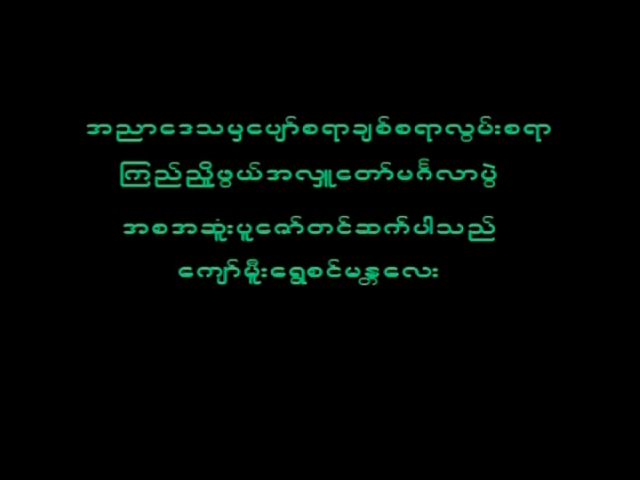 အညာဒေသမှပျော်စရာချစ်စရာလွမ်းစရာ
ကြည်ညှိုဖွယ်အလှူတော်မင်္ဂလာပွဲ
အစအဆူံးပူဇော်တင်ဆက်ပါသည်
ကျော်မိူးရွှေစင်မန္တလေး